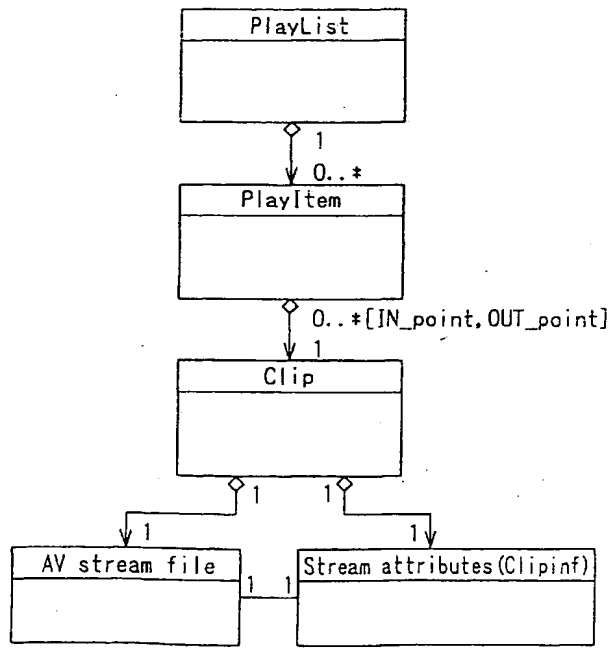 PlayList
1
0..*
PlayItem
0..*[IN_point,OUT_point]
1
Clip
1
1
1
1
AV stream file
Stream attributes(Clipinf)
1
1